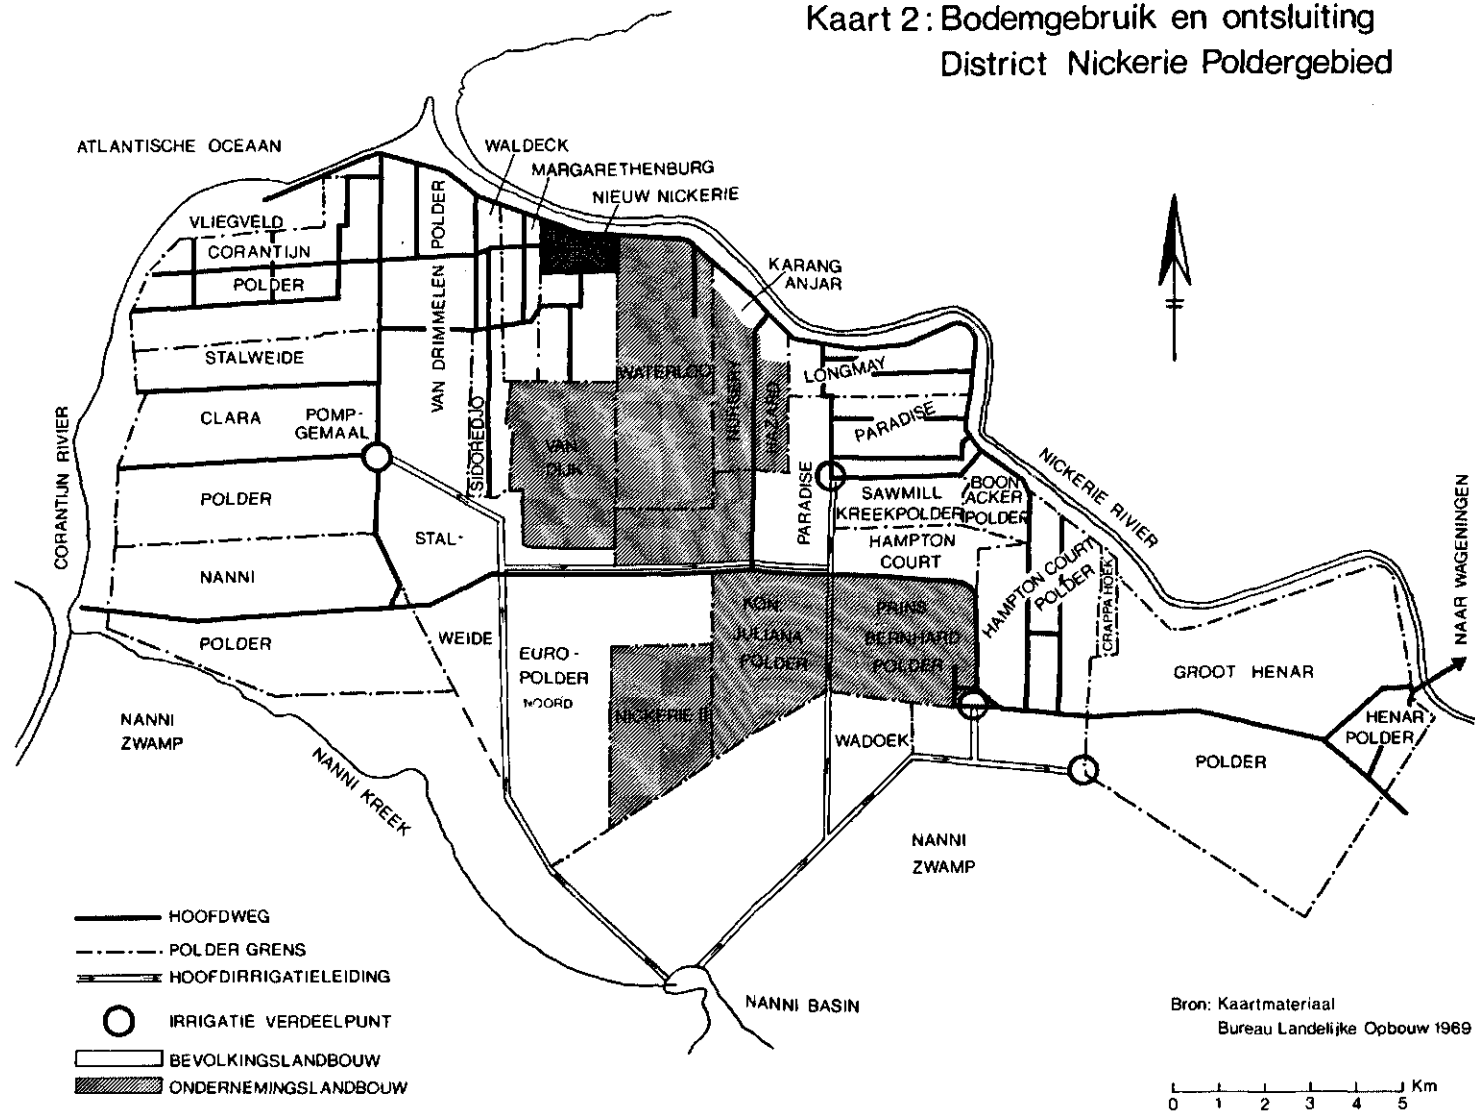 Kaart 2: Bodemgebruik en ontsluiting
District Nickerie Poldergebied
ATLANTISCHE OCEAAN
WALDECK
MARGARETHENBURG
NIEUW NICKERIE
VLIEGVELD
CORANTIJN
POLDER
VAN DRIMMELEN POLDER
KARANG
ANJAR
STALWEIDE
WATERLOO
NURSERY
HAZARD
LONGMAY
CLARA
POMP-
GEMAAL
SIDOREDJO
VAN
DIJK
PARADISE
PARADISE
CORANTIJN RIVIER
POLDER
STAL-
SAWMILL
KREEKPOLDER
BOON
ACKER
POLDER
NICKERIE RIVIER
HAMPTON
COURT
HAMPTON COURT
POLDER
CRAPPAHOEK
NAAR WAGENINGEN
NANNI
POLDER
WEIDE
EURO-
POLDER
NOORD
KON.
JULIANA
POLDER
PRINS
BERNHARD
POLDER
GROOT HENAR
NICKERIE II
NANNI
ZWAMP
NANNI KREEK
WADOEK
POLDER
HENAR
POLDER
NANNI
ZWAMP
NANNI BASIN
HOOFDWEG
POLDER GRENS
HOOFDIRRIGATIELEIDING
IRRIGATIE VERDEELPUNT
BEVOLKINGSLANDBOUW
ONDERNEMINGSLANDBOUW
Bron: Kaartmateriaal
Bureau Landelijke Opbouw 1969
0 1 2 3 4 5 Km